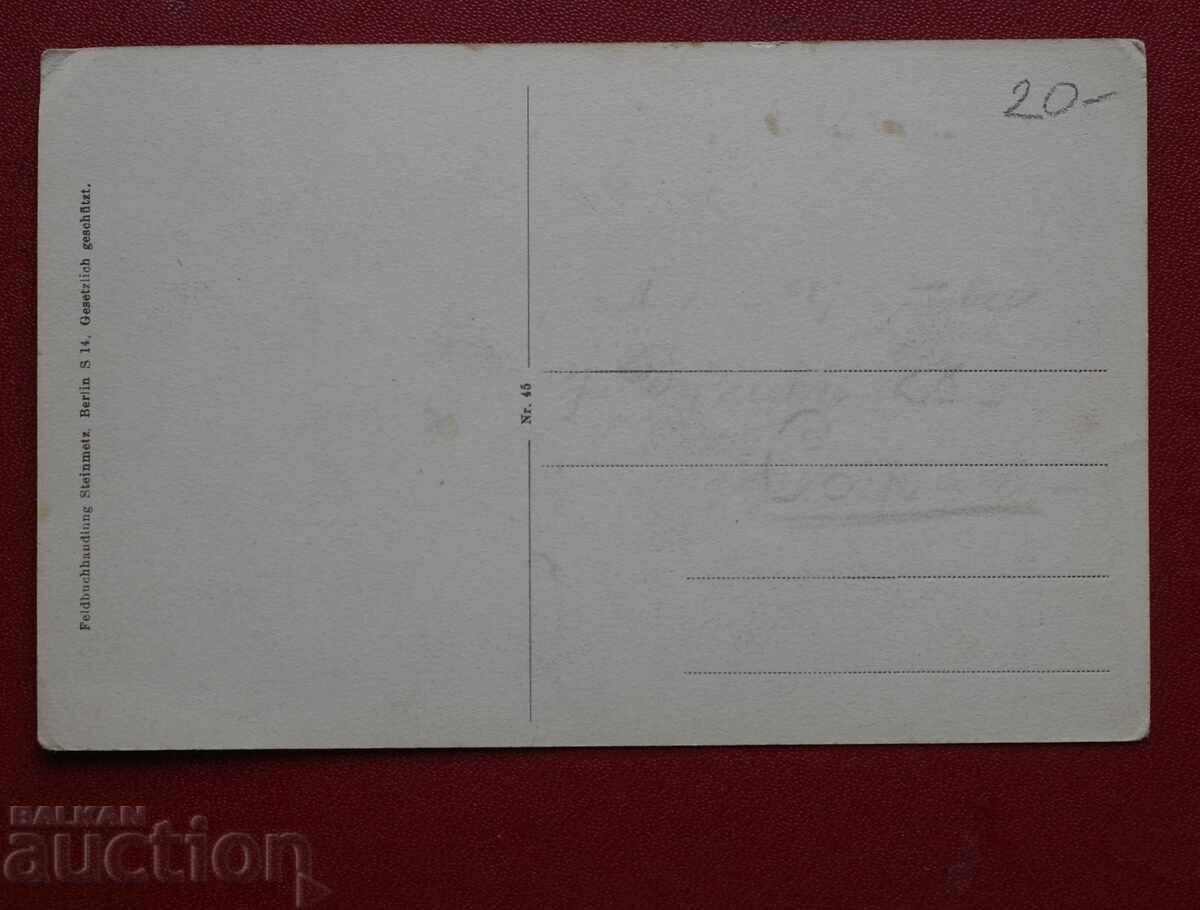 20-
Feldbuchhandlung Steinmetz. Berlin S 14. Gesetzlich geschützt.
Nr. 45
BALKAN
auction